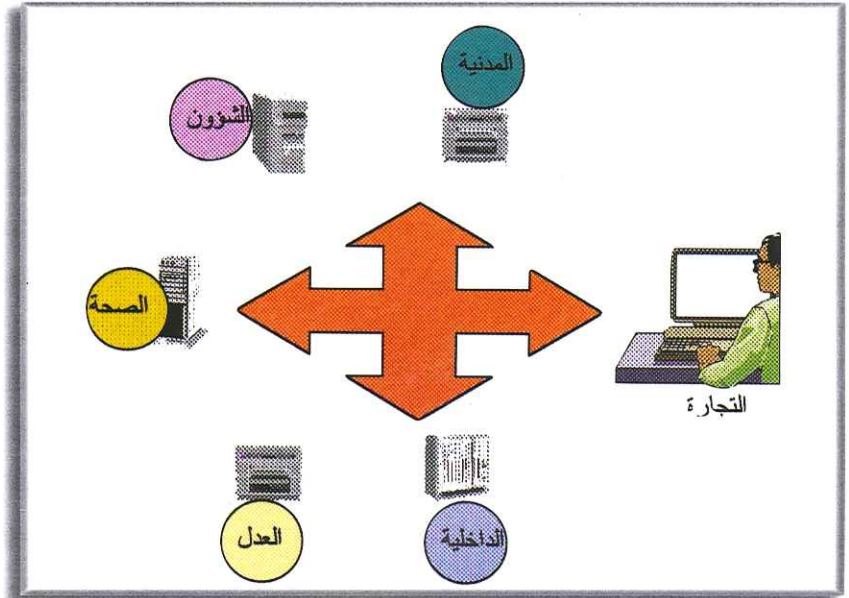 المدنية
الشؤون
الصحة
التجارة
العدل
الداخلية